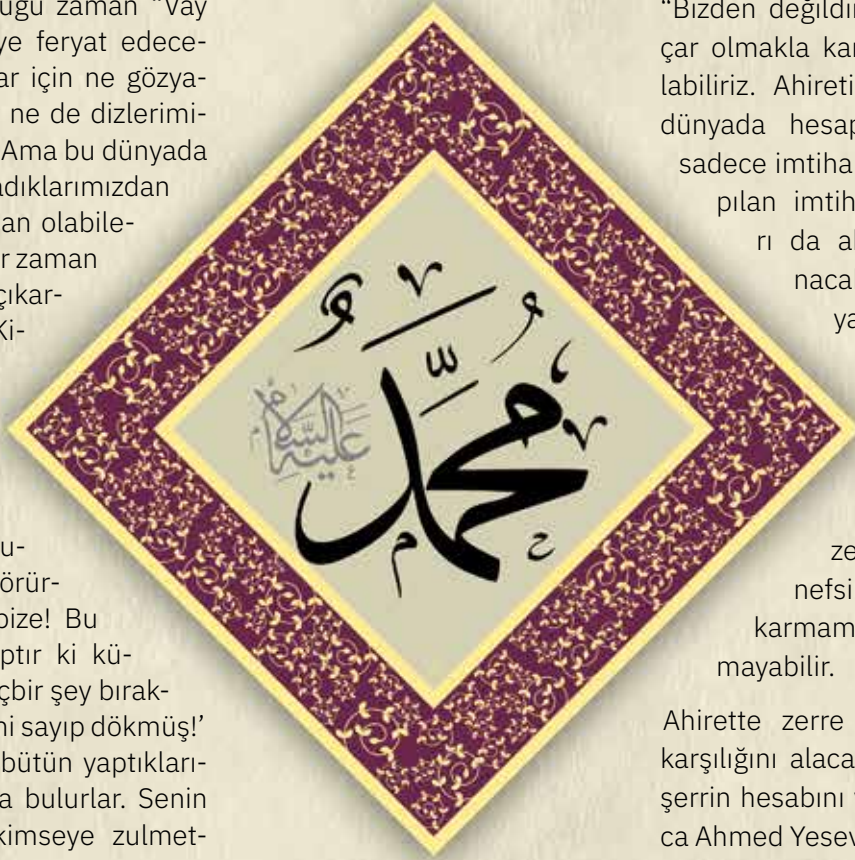 uğu zaman “Vay
ye feryat edece-
ar için ne gözya-
ne de dizlerimi-
Ama bu dünyada
adıklarımızdan
an olabile-
r zaman
çıkar-
Ki-
u-
örür-
bize! Bu
ptır ki kü-
çbir şey bırak-
ni sayıp dökmüş!’
bütün yaptıkları-
a bulurlar. Senin
kimseye zulmet-
مُحَمَّد
عليه السلام
“Bizden değildir
çar olmakla kar
labiliriz. Ahireti
dünyada hesap
sadece imtiha
pılan imtih
rı da a
naca
ya
ze
nefsi
karmam
mayabilir.
Ahirette zerre
karşılığını alaca
şerrin hesabını
ca Ahmed Yesev